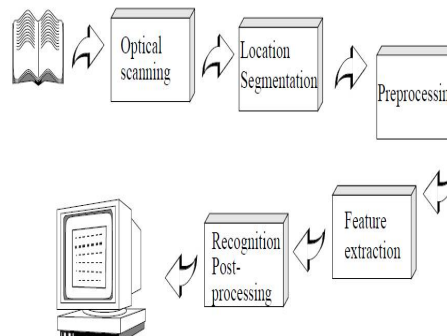 Optical
scanning
Location
Segmentation
Preprocessin
Feature
extraction
Recognition
Post-
processing